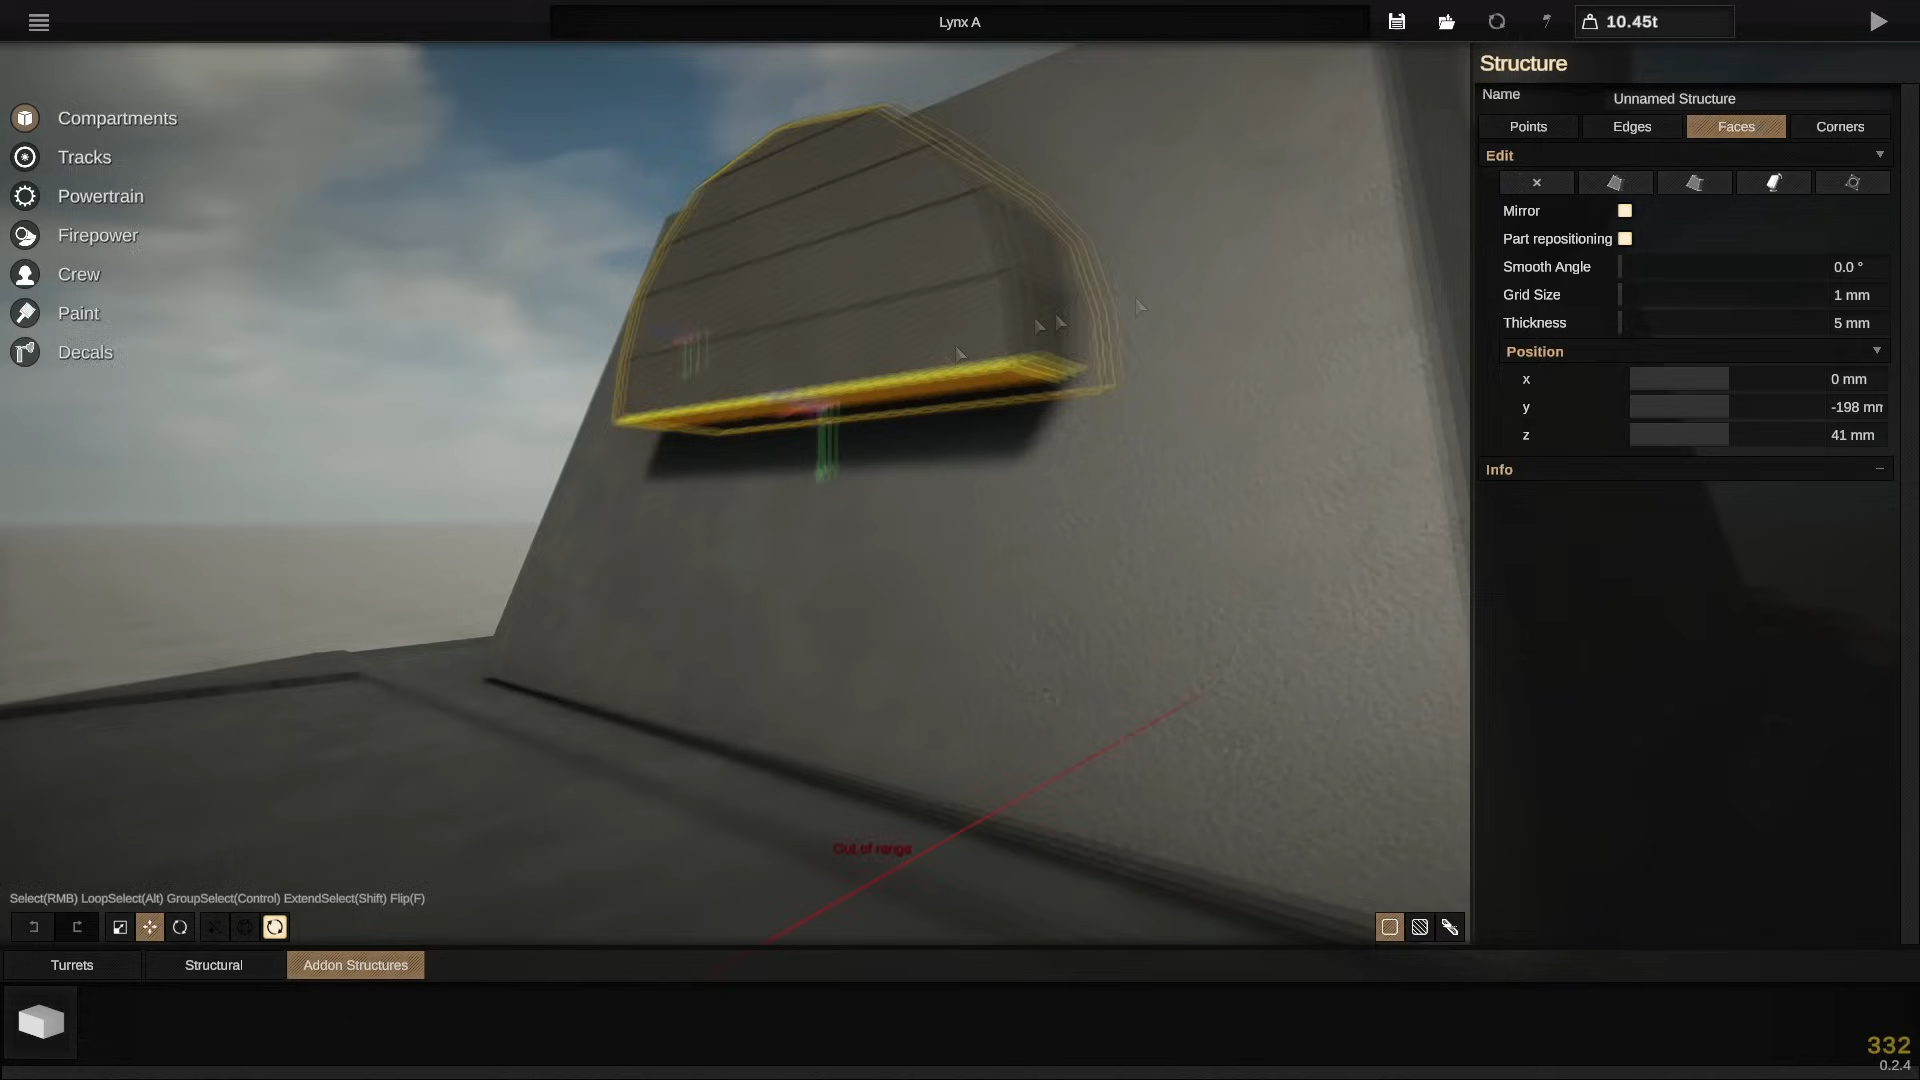 Lynx A
10.45t
Compartments
Tracks
Powertrain
Firepower
Crew
Paint
Decals
Structure
Name
Unnamed Structure
Points
Edges
Faces
Corners
Edit
Mirror
Part repositioning
Smooth Angle
0.0 °
Grid Size
1 mm
Thickness
5 mm
Position
x
0 mm
y
-198 mm
z
41 mm
Info
Out of range
Select(RMB) LoopSelect(Alt) GroupSelect(Control) ExtendSelect(Shift) Flip(F)
Turrets
Structural
Addon Structures
332
0.2.4